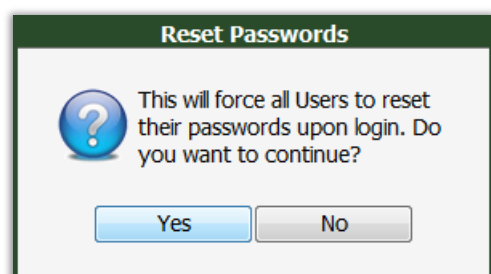 Reset Passwords
This will force all Users to reset
their passwords upon login. Do
you want to continue?
Yes
No